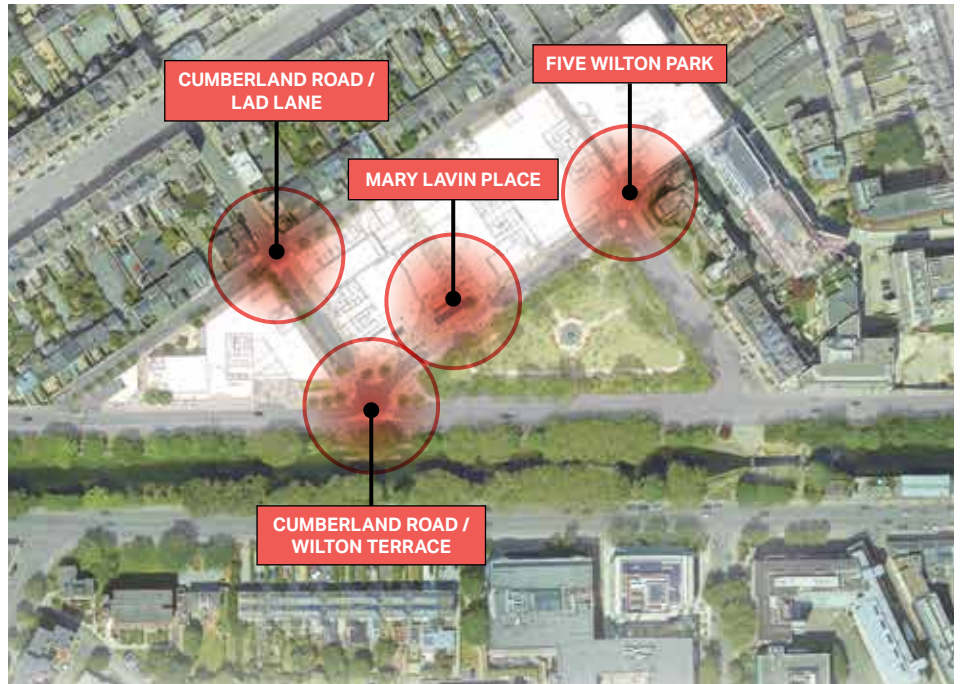 FIVE WILTON PARK
CUMBERLAND ROAD /
LAD LANE
MARY LAVIN PLACE
CUMBERLAND ROAD /
WILTON TERRACE